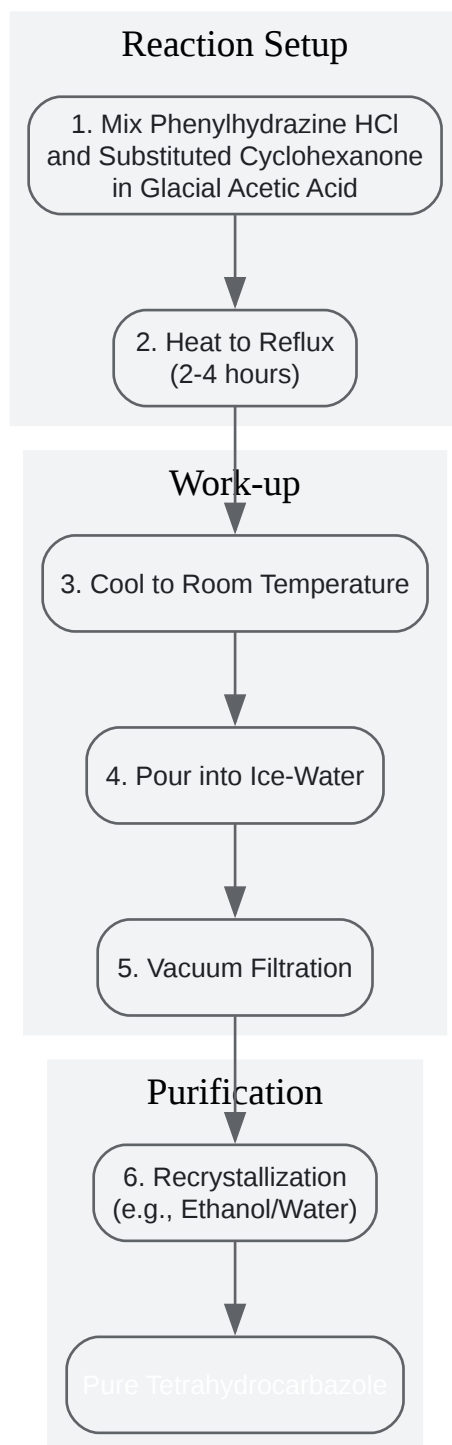 Reaction Setup
1. Mix Phenylhydrazine HCl
and Substituted Cyclohexanone
in Glacial Acetic Acid
2. Heat to Reflux
(2-4 hours)
Work-up
3. Cool to Room Temperature
4. Pour into Ice-Water
5. Vacuum Filtration
Purification
6. Recrystallization
(e.g., Ethanol/Water)
Pure Tetrahydrocarbazole